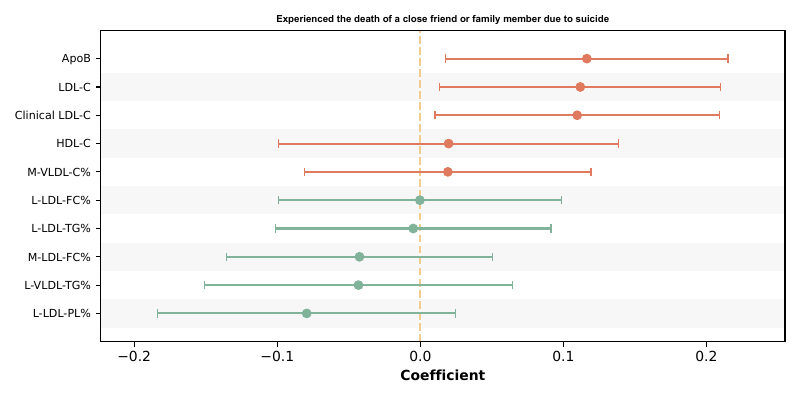 Experienced the death of a close friend or family member due to suicide
ApoB
LDL-C
Clinical LDL-C
HDL-C
M-VLDL-C%
L-LDL-FC%
L-LDL-TG%
M-LDL-FC%
L-VLDL-TG%
L-LDL-PL%
−0.2 −0.1 0.0 0.1 0.2
Coefficient